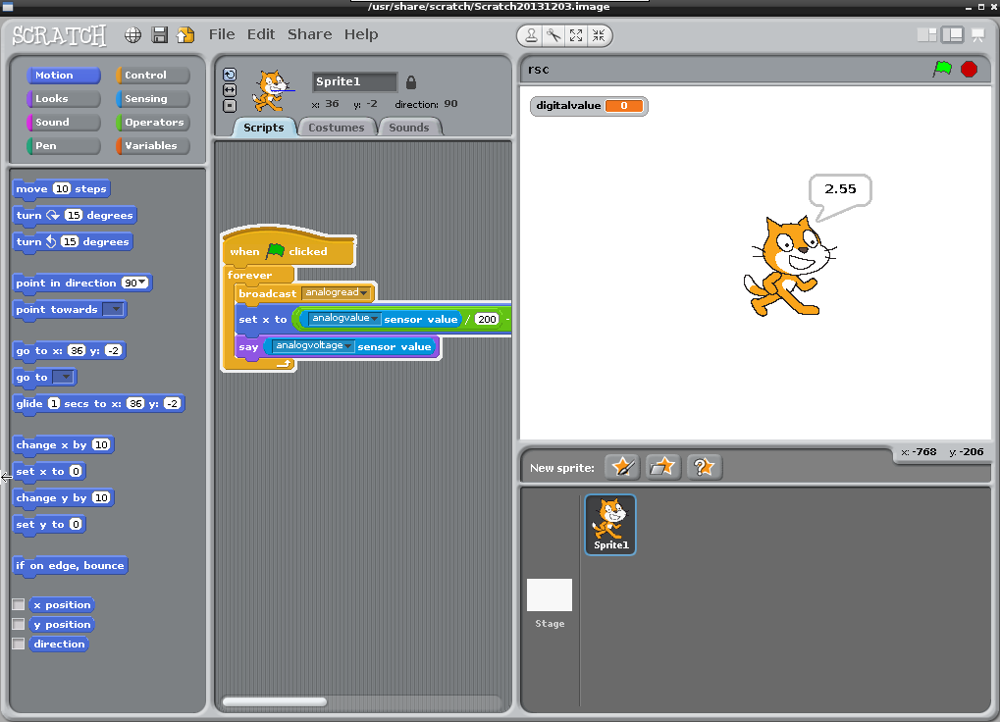 /usr/share/scratch/Scratch20131203.image
SCRATCH File Edit Share Help
Motion Control
Looks Sensing
Sound Operators
Pen Variables
move 10 steps
turn 15 degrees
turn 15 degrees
point in direction 90
point towards
go to x: 36 y: -2
go to
glide 1 secs to x: 36 y: -2
change x by 10
set x to 0
change y by 10
set y to 0
if on edge, bounce
x position
y position
direction
Sprite1
x: 36 y: -2 direction: 90
Scripts Costumes Sounds
when clicked
forever
broadcast analogread
set x to analogvalue sensor value / 200 -
say analogvoltage sensor value
rsc
digitalvalue 0
2.55
x: -768 y: -206
New sprite:
Sprite1
Stage